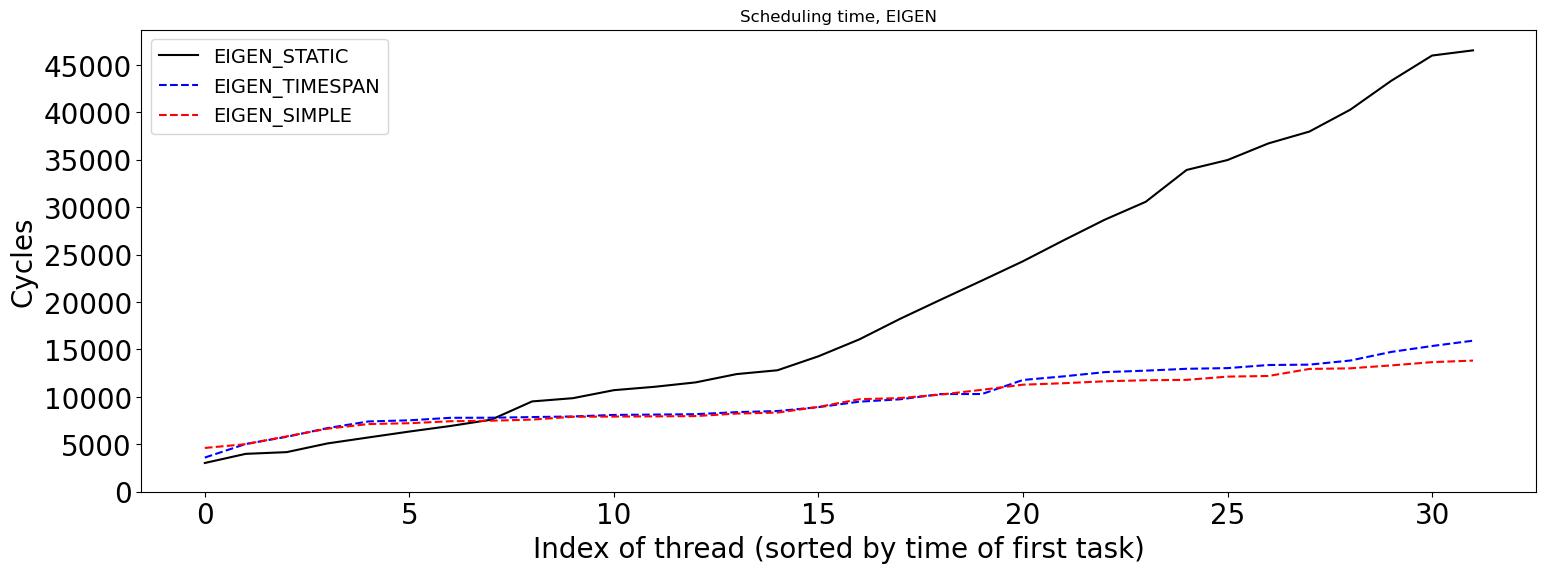 Scheduling time, EIGEN
EIGEN_STATIC
EIGEN_TIMESPAN
EIGEN_SIMPLE
Cycles
45000
40000
35000
30000
25000
20000
15000
10000
5000
0
0 5 10 15 20 25 30
Index of thread (sorted by time of first task)